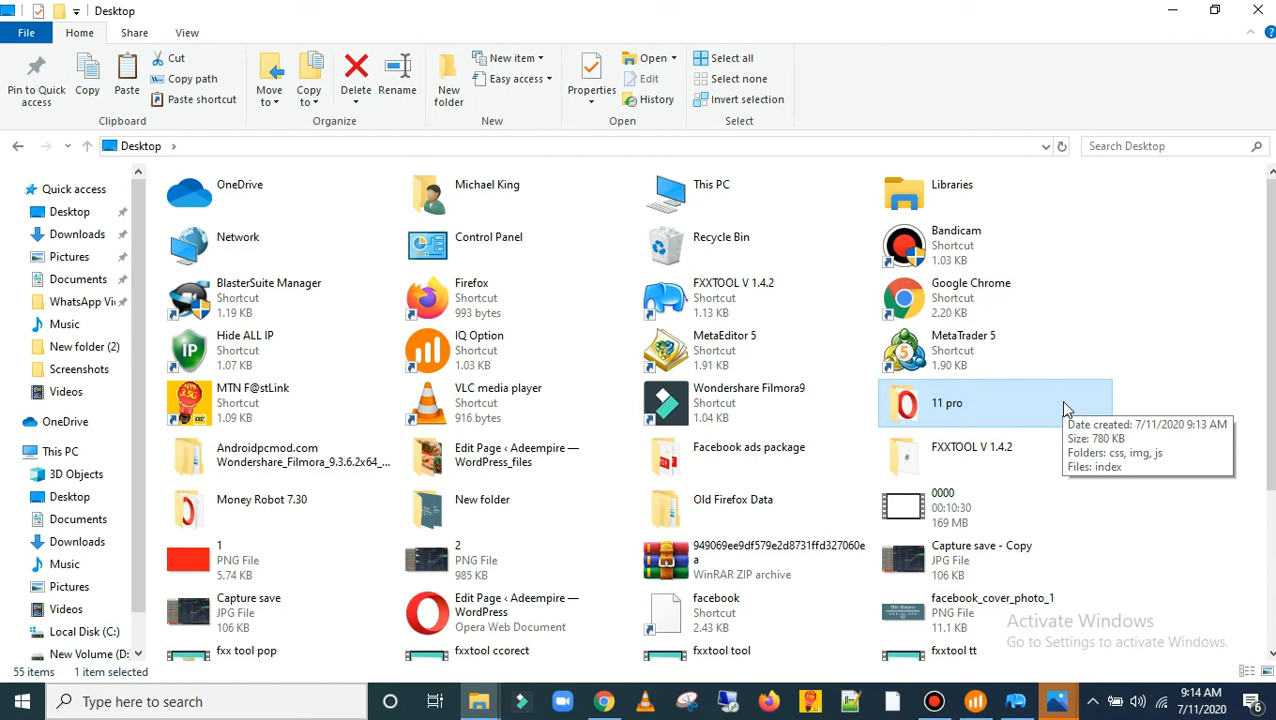 Desktop
File Home Share View
Pin to Quick access
Copy
Paste
Cut
Copy path
Paste shortcut
Clipboard
Move to
Copy to
Delete
Rename
Organize
New folder
New item
Easy access
New
Properties
Open
Edit
History
Open
Select all
Select none
Invert selection
Select
Desktop
Search Desktop
Quick access
Desktop
Downloads
Pictures
Documents
WhatsApp Vi
Music
New folder (2)
Screenshots
Videos
OneDrive
This PC
3D Objects
Desktop
Documents
Downloads
Music
Pictures
Videos
Local Disk (C:)
New Volume (D:
OneDrive
Michael King
This PC
Libraries
Network
Control Panel
Recycle Bin
Bandicam
Shortcut
1.03 KB
BlasterSuite Manager
Shortcut
1.19 KB
Firefox
Shortcut
993 bytes
FXXTOOL V 1.4.2
Shortcut
1.13 KB
Google Chrome
Shortcut
2.20 KB
Hide ALL IP
Shortcut
1.07 KB
IQ Option
Shortcut
1.03 KB
MetaEditor 5
Shortcut
1.91 KB
MetaTrader 5
Shortcut
1.90 KB
MTN F@stLink
Shortcut
1.09 KB
VLC media player
Shortcut
916 bytes
Wondershare Filmora9
Shortcut
1.04 KB
11 pro
Date created: 7/11/2020 9:13 AM
Size: 780 KB
Folders: css, img, js
Files: index
Androidpcmod.com
Wondershare_Filmora_9.3.6.2x64_...
Edit Page ‹ Adeempire —
WordPress_files
Facebook ads package
FXXTOOL V 1.4.2
Money Robot 7.30
New folder
Old Firefox Data
0000
00:10:30
169 MB
1
PNG File
5.74 KB
2
PNG File
985 KB
949069ee9df579e2d8731ffd327060e
a
WinRAR ZIP archive
Capture save - Copy
JPG File
106 KB
Capture save
JPG File
106 KB
Edit Page ‹ Adeempire —
WordPress
Opera Web Document
facebook
Shortcut
2.43 KB
facebook_cover_photo_1
PNG File
11.1 KB
fxx tool pop
fxxtool ccorect
fxxtool tool
fxxtool tt
Activate Windows
Go to Settings to activate Windows.
55 items 1 item selected
Type here to search
9:14 AM
7/11/2020
6